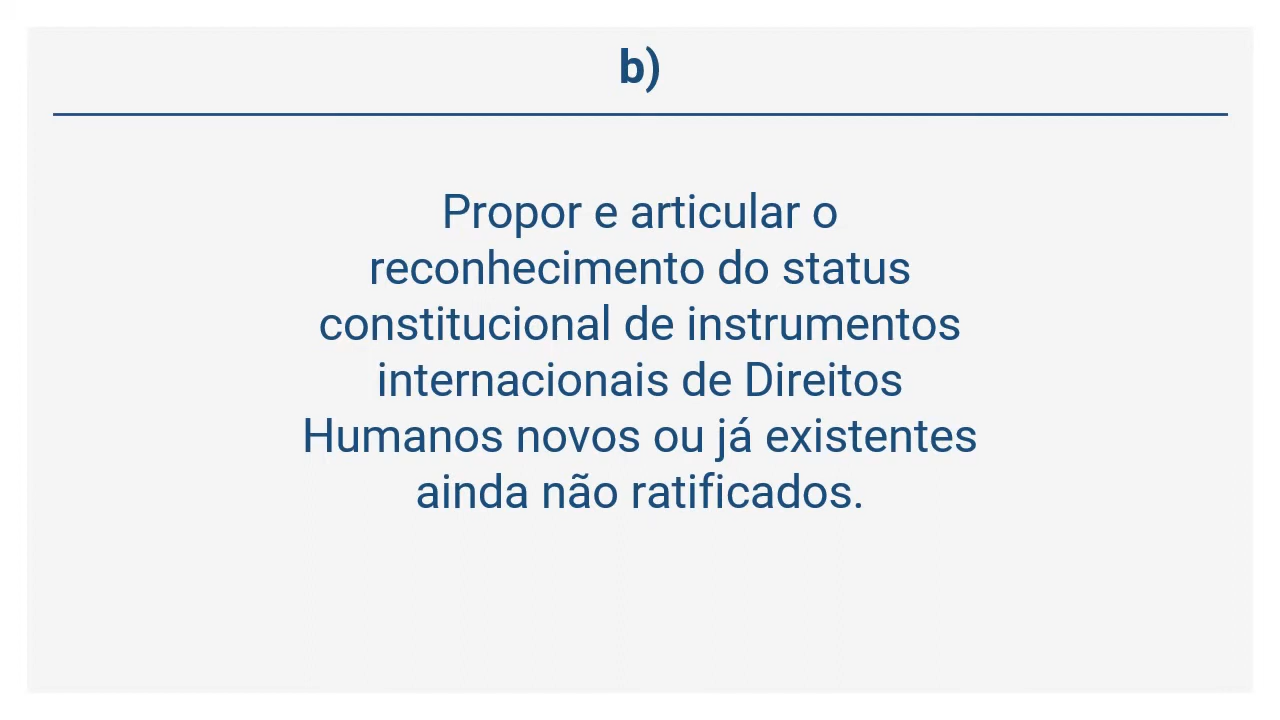 b)
Propor e articular o
reconhecimento do status
constitucional de instrumentos
internacionais de Direitos
Humanos novos ou já existentes
ainda não ratificados.